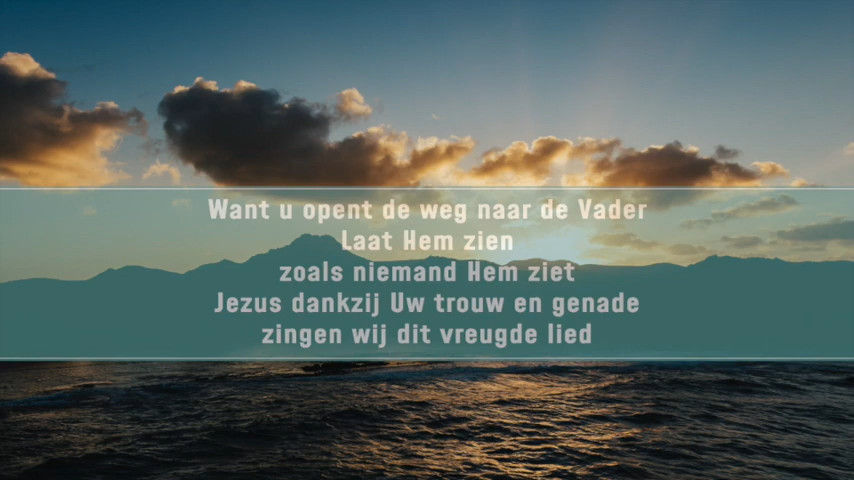 Want u opent de weg naar de Vader
Laat Hem zien
zoals niemand Hem ziet
Jezus dankzij Uw trouw en genade
zingen wij dit vreugde lied